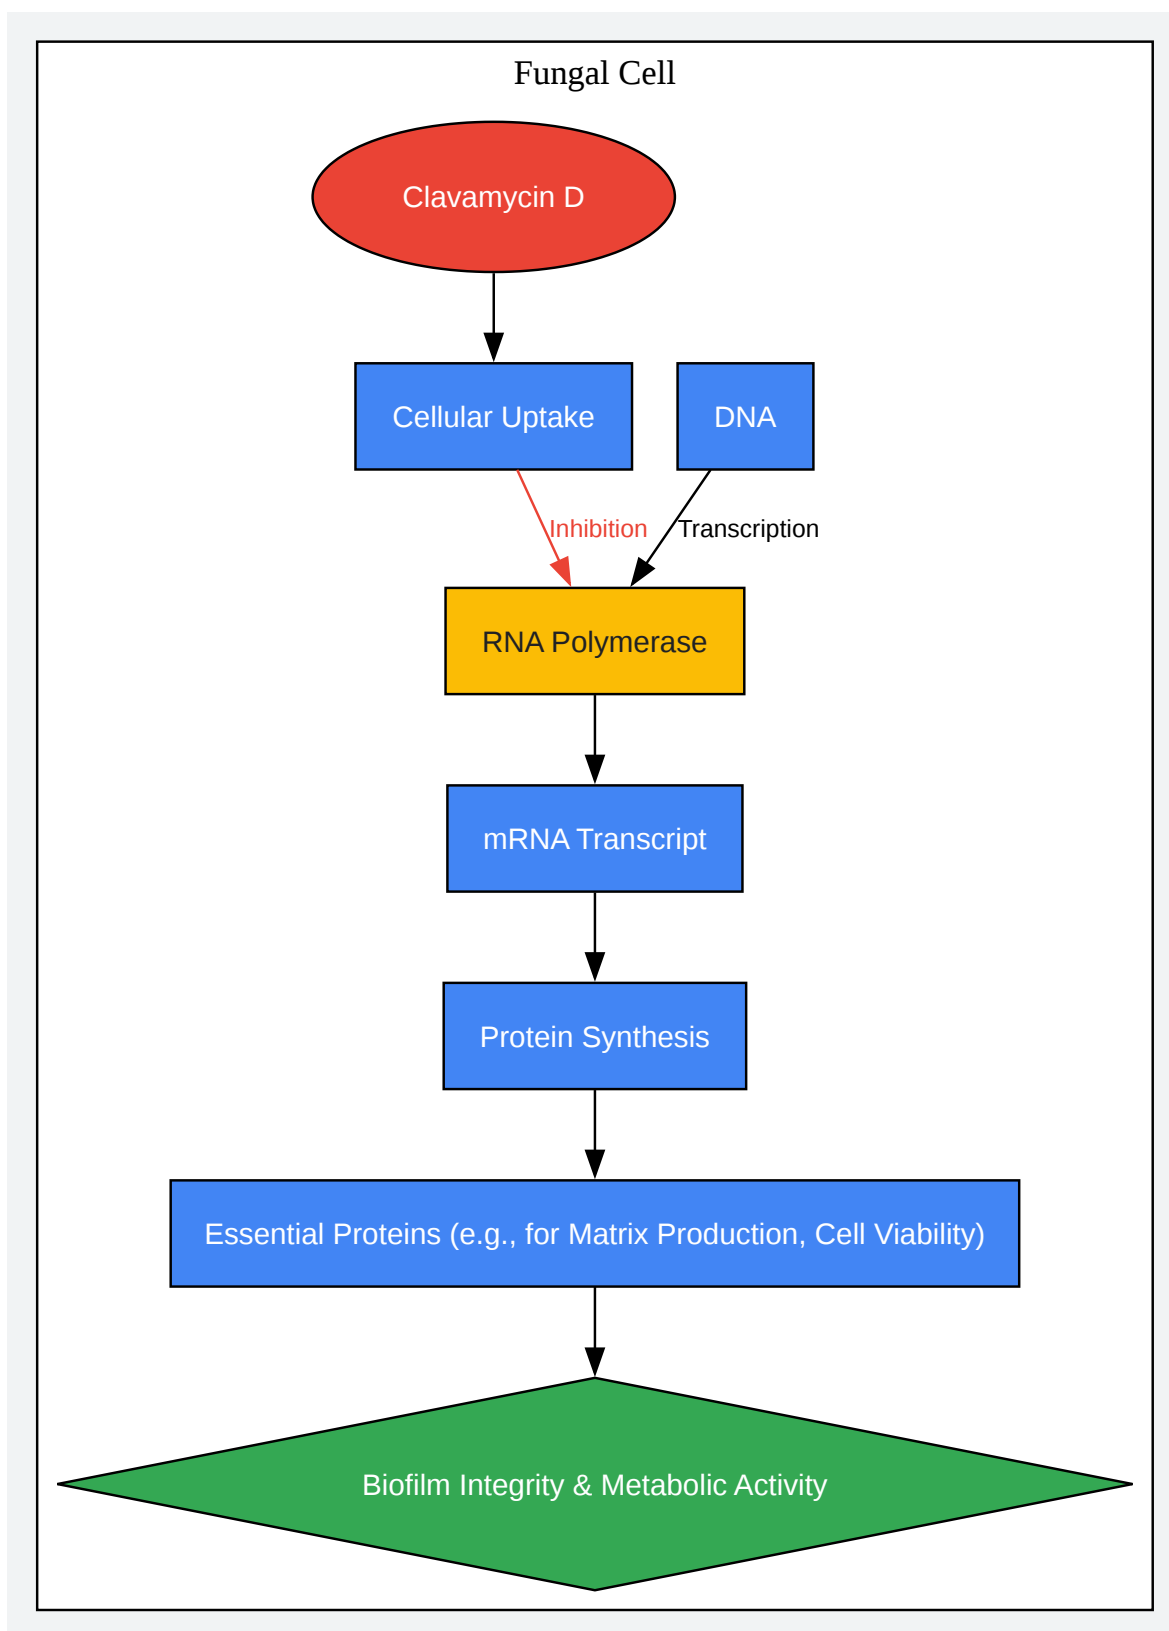 Fungal Cell
Clavamycin D
Cellular Uptake
DNA
Inhibition
Transcription
RNA Polymerase
mRNA Transcript
Protein Synthesis
Essential Proteins (e.g., for Matrix Production, Cell Viability)
Biofilm Integrity & Metabolic Activity